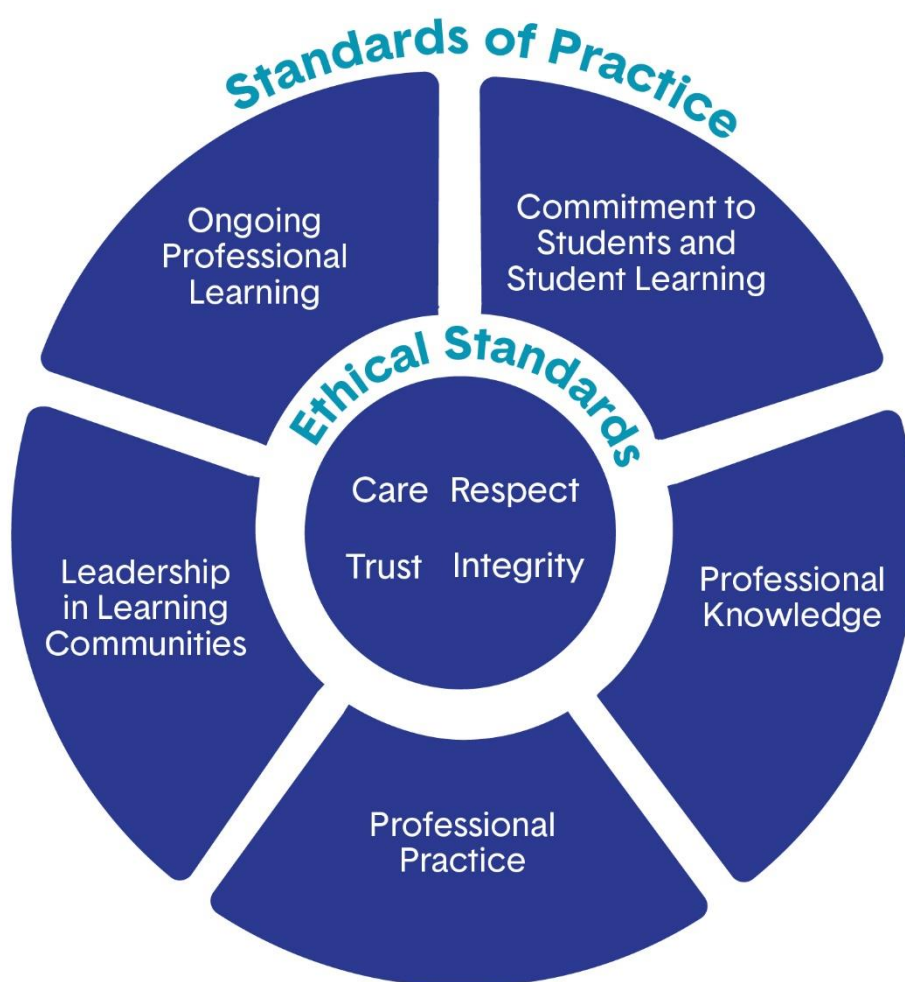 Standards of Practice
Ongoing
Professional
Learning
Commitment to
Students and
Student Learning
Ethical Standards
Care Respect
Trust Integrity
Leadership
in Learning
Communities
Professional
Knowledge
Professional
Practice